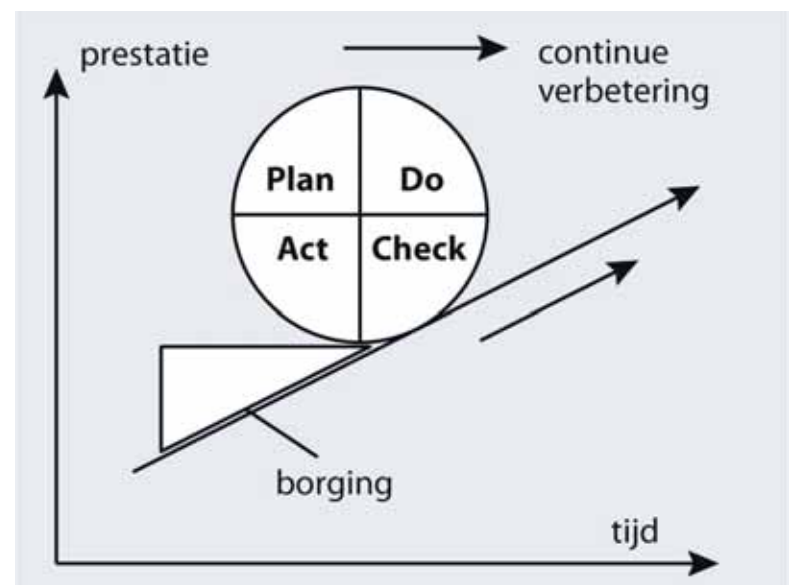 prestatie
continue
verbetering
Plan
Do
Act
Check
borging
tijd